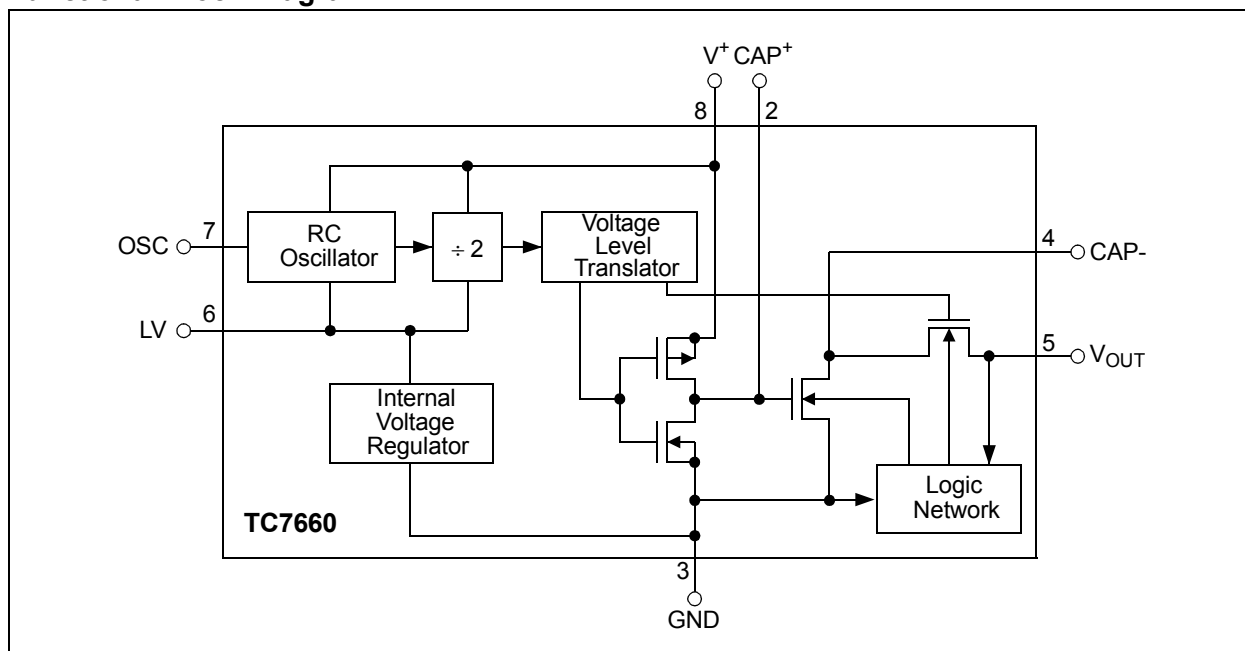 V+ CAP+
8
2
7
OSC
RC
Oscillator
÷ 2
Voltage
Level
Translator
4
CAP-
6
LV
5
VOUT
Internal
Voltage
Regulator
Logic
Network
TC7660
3
GND